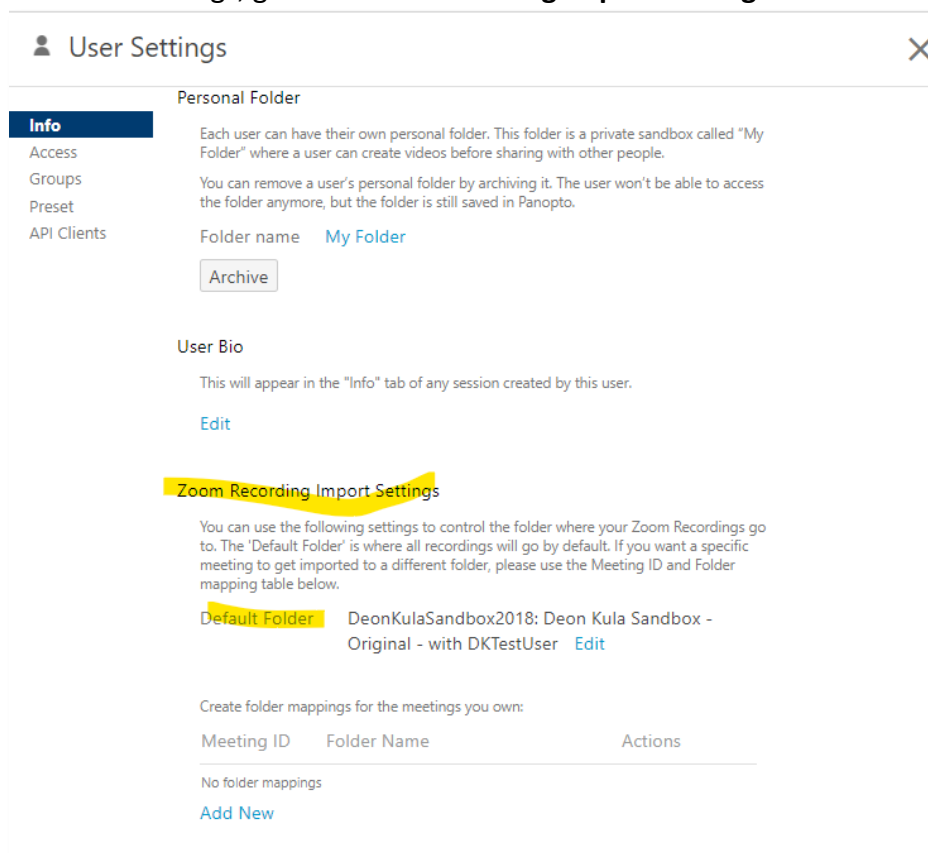 User Settings
Info
Access
Groups
Preset
API Clients
Personal Folder
Each user can have their own personal folder. This folder is a private sandbox called "My
Folder" where a user can create videos before sharing with other people.
You can remove a user's personal folder by archiving it. The user won't be able to access
the folder anymore, but the folder is still saved in Panopto.
Folder name My Folder
Archive
User Bio
This will appear in the "Info" tab of any session created by this user.
Edit
Zoom Recording Import Settings
You can use the following settings to control the folder where your Zoom Recordings go
to. The 'Default Folder' is where all recordings will go by default. If you want a specific
meeting to get imported to a different folder, please use the Meeting ID and Folder
mapping table below.
Default Folder DeonKulaSandbox2018: Deon Kula Sandbox -
Original - with DKTestUser Edit
Create folder mappings for the meetings you own:
Meeting ID Folder Name Actions
No folder mappings
Add New